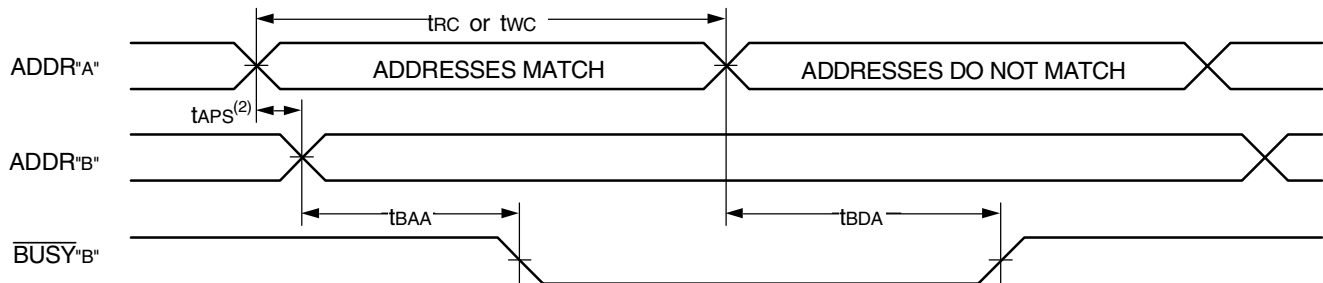 tRC or tWC
ADDR"A"
ADDRESSES MATCH
ADDRESSES DO NOT MATCH
tAPS(2)
ADDR"B"
tBAA
tBDA
BUSY"B"